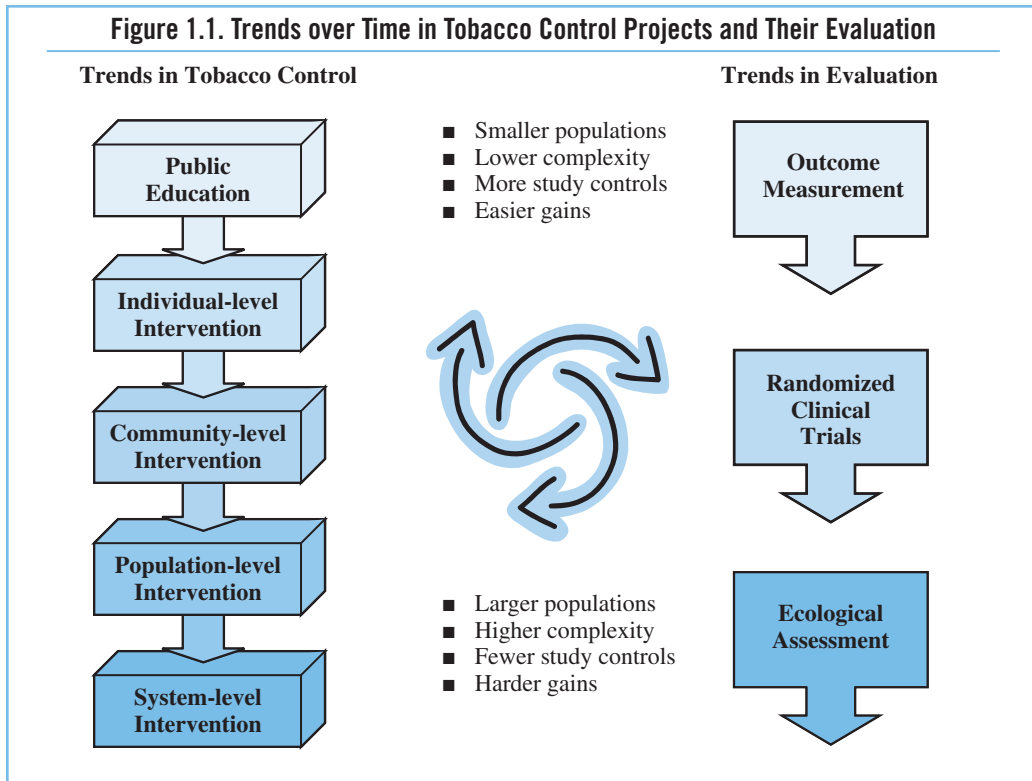 Figure 1.1. Trends over Time in Tobacco Control Projects and Their Evaluation
Trends in Tobacco Control
Public
Education
Individual-level
Intervention
Community-level
Intervention
Population-level
Intervention
System-level
Intervention
■ Smaller populations
■ Lower complexity
■ More study controls
■ Easier gains
■ Larger populations
■ Higher complexity
■ Fewer study controls
■ Harder gains
Trends in Evaluation
Outcome
Measurement
Randomized
Clinical
Trials
Ecological
Assessment